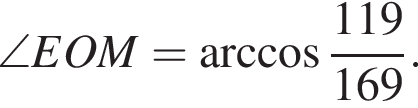 ∠EOM = arccos 119/169.